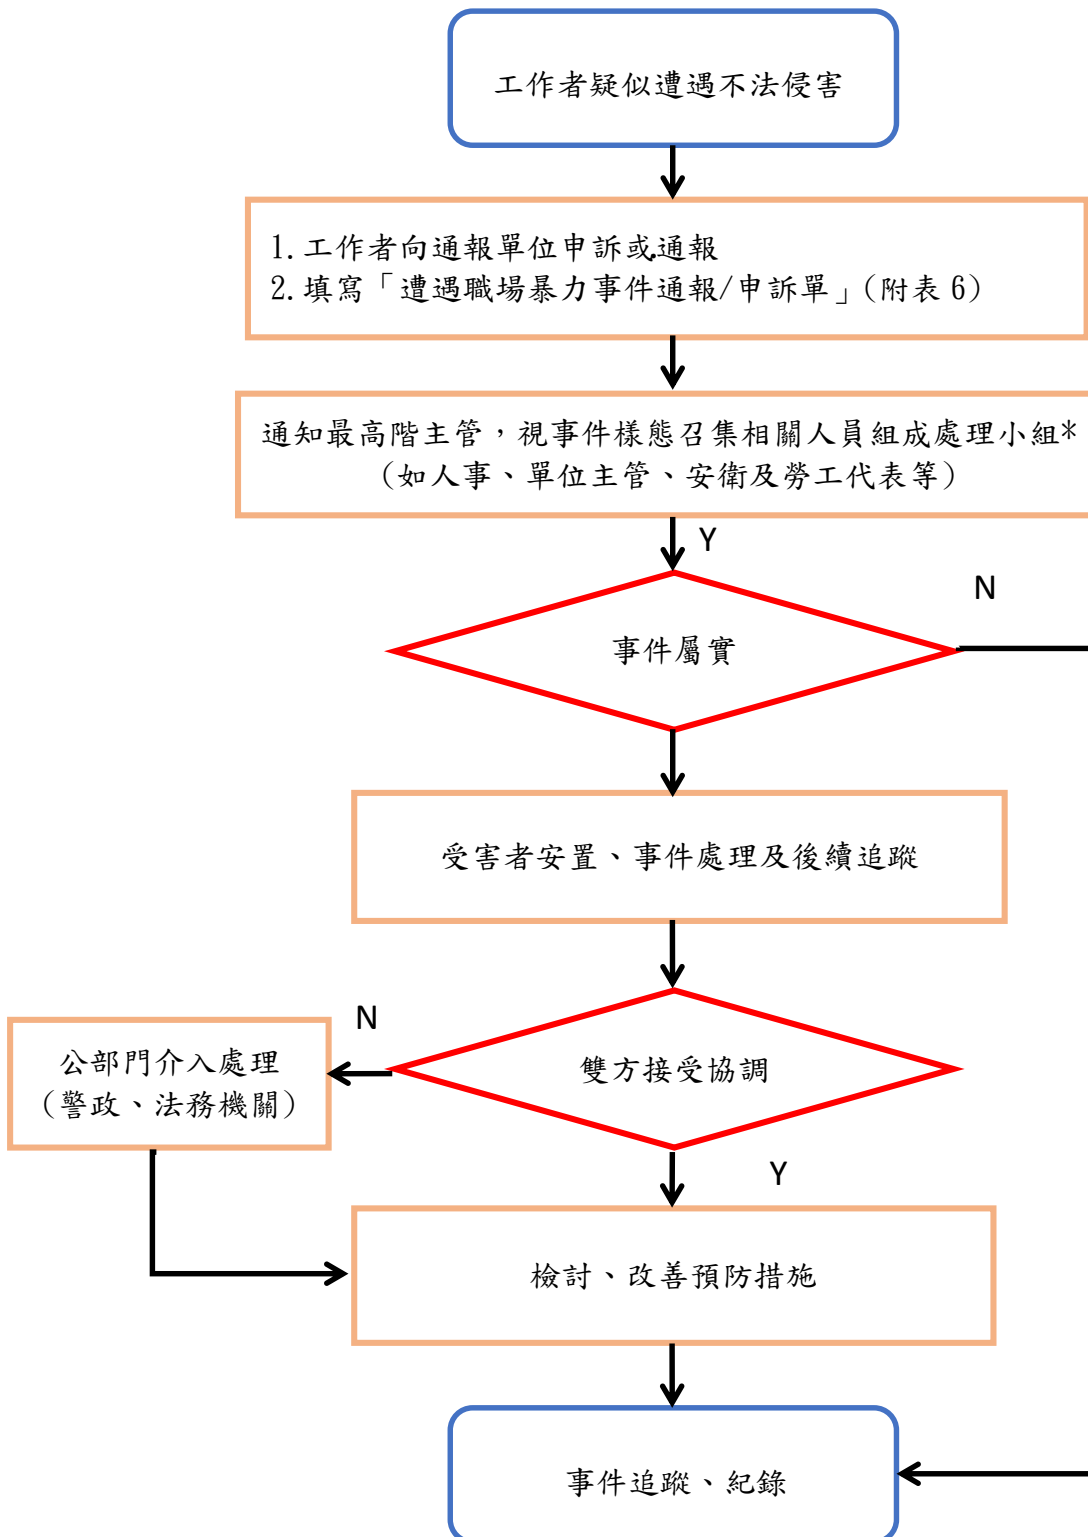 工作者疑似遭遇不法侵害
1.工作者向通報單位申訴或通報
2.填寫「遭遇職場暴力事件通報/申訴單」(附表 6)
通知最高階主管，視事件樣態召集相關人員組成處理小組*
(如人事、單位主管、安衛及勞工代表等)
Y
N
事件屬實
受害者安置、事件處理及後續追蹤
N
公部門介入處理
(警政、法務機關)
雙方接受協調
Y
檢討、改善預防措施
事件追蹤、紀錄